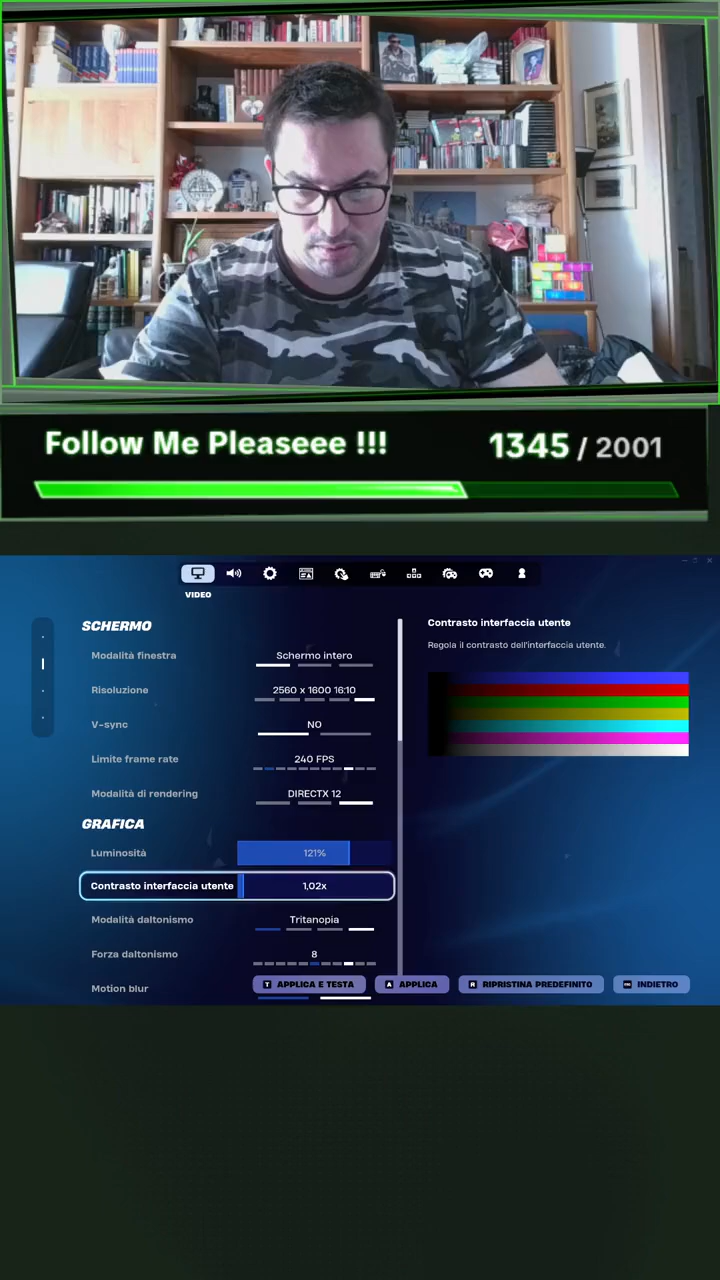 Follow Me Pleaseee !!!
1345 / 2001
VIDEO
SCHERMO
Modalità finestra
Schermo intero
Risoluzione
2560 x 1600 16:10
V-sync
NO
Limite frame rate
240 FPS
Modalità di rendering
DIRECTX 12
GRAFICA
Luminosità
121%
Contrasto interfaccia utente
1,02x
Modalità daltonismo
Tritanopia
Forza daltonismo
8
Motion blur
Contrasto interfaccia utente
Regola il contrasto dell'interfaccia utente.
T APPLICA E TESTA
A APPLICA
R RIPRISTINA PREDEFINITO
ESC INDIETRO